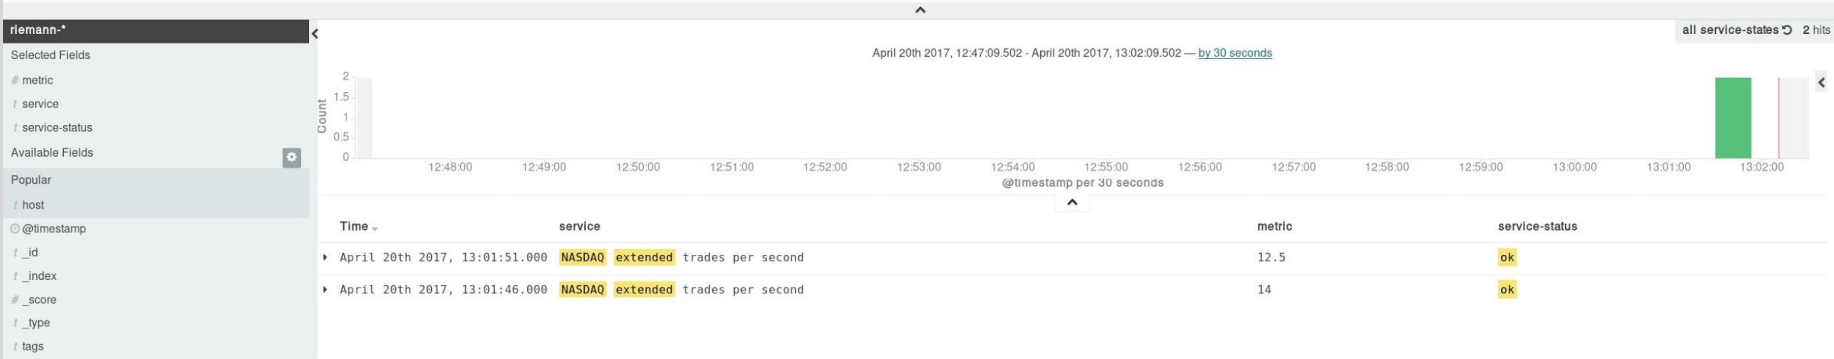 riemann-*
all service-states 2 hits
Selected Fields
# metric
t service
t service-status
Available Fields
Popular
t host
@timestamp
t _id
t _index
# _score
t _type
t tags
April 20th 2017, 12:47:09.502 - April 20th 2017, 13:02:09.502 — by 30 seconds
Count
2
1.5
1
0.5
0
12:48:00 12:49:00 12:50:00 12:51:00 12:52:00 12:53:00 12:54:00 12:55:00 12:56:00 12:57:00 12:58:00 12:59:00 13:00:00 13:01:00 13:02:00
@timestamp per 30 seconds
Time service metric service-status
April 20th 2017, 13:01:51.000 NASDAQ extended trades per second 12.5 ok
April 20th 2017, 13:01:46.000 NASDAQ extended trades per second 14 ok